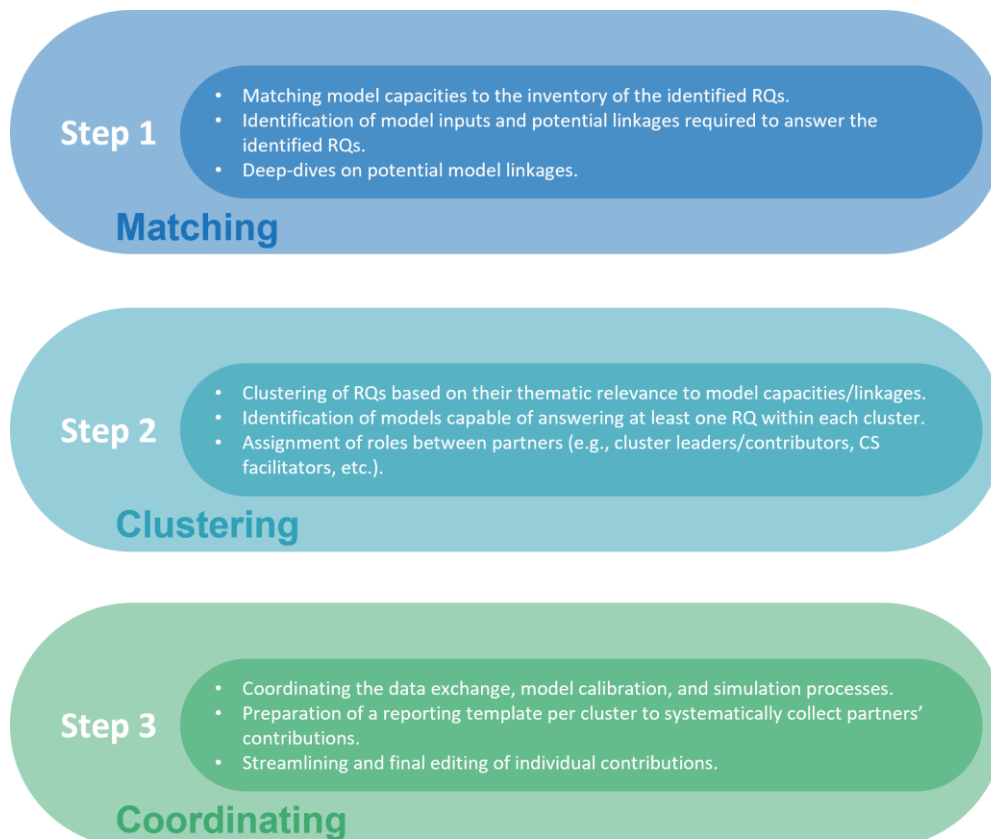 Step 1
• Matching model capacities to the inventory of the identified RQs.
• Identification of model inputs and potential linkages required to answer the
identified RQs.
• Deep-dives on potential model linkages.
Matching
Step 2
• Clustering of RQs based on their thematic relevance to model capacities/linkages.
• Identification of models capable of answering at least one RQ within each cluster.
• Assignment of roles between partners (e.g., cluster leaders/contributors, CS
facilitators, etc.).
Clustering
Step 3
• Coordinating the data exchange, model calibration, and simulation processes.
• Preparation of a reporting template per cluster to systematically collect partners’
contributions.
• Streamlining and final editing of individual contributions.
Coordinating